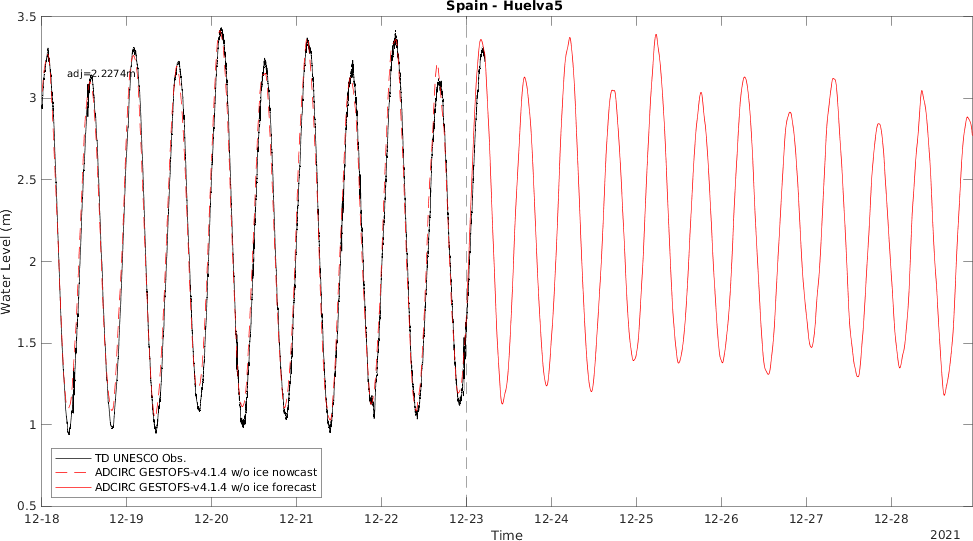 Spain - Huelva5
3.5
3
2.5
2
1.5
1
0.5
Water Level (m)
adj=2.2274m
TD UNESCO Obs.
ADCIRC GESTOFS-v4.1.4 w/o ice nowcast
ADCIRC GESTOFS-v4.1.4 w/o ice forecast
12-18 12-19 12-20 12-21 12-22 12-23 12-24 12-25 12-26 12-27 12-28
Time
2021